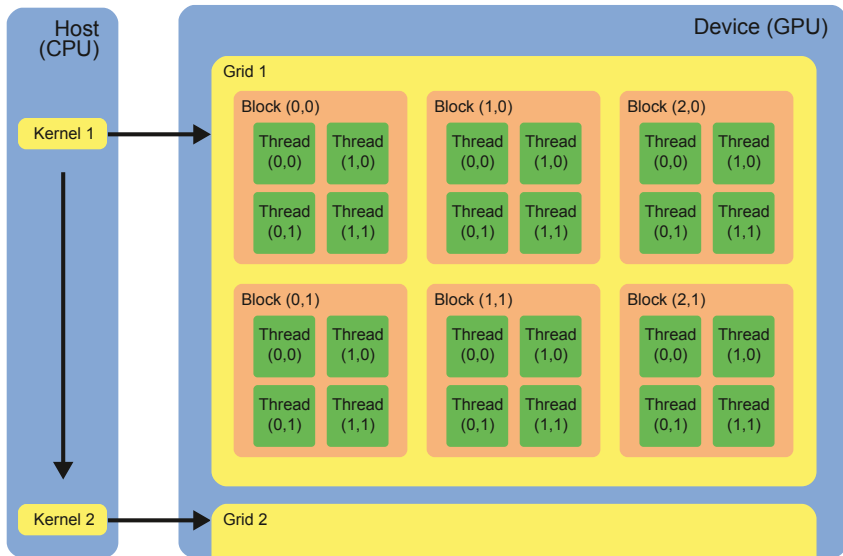 Host
(CPU)
Kernel 1
Kernel 2
Device (GPU)
Grid 1
Block (0,0)
Thread
(0,0)
Thread
(1,0)
Thread
(0,1)
Thread
(1,1)
Block (1,0)
Thread
(0,0)
Thread
(1,0)
Thread
(0,1)
Thread
(1,1)
Block (2,0)
Thread
(0,0)
Thread
(1,0)
Thread
(0,1)
Thread
(1,1)
Block (0,1)
Thread
(0,0)
Thread
(1,0)
Thread
(0,1)
Thread
(1,1)
Block (1,1)
Thread
(0,0)
Thread
(1,0)
Thread
(0,1)
Thread
(1,1)
Block (2,1)
Thread
(0,0)
Thread
(1,0)
Thread
(0,1)
Thread
(1,1)
Grid 2